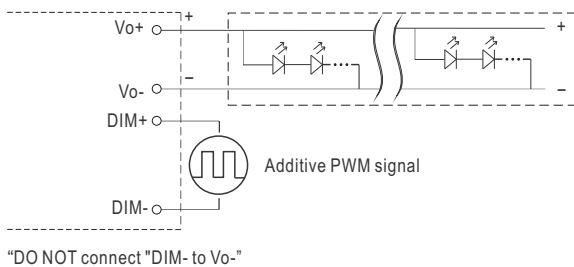 Vo+
+
+
−
Vo-
−
DIM+
Additive PWM signal
DIM-
“DO NOT connect "DIM- to Vo-”